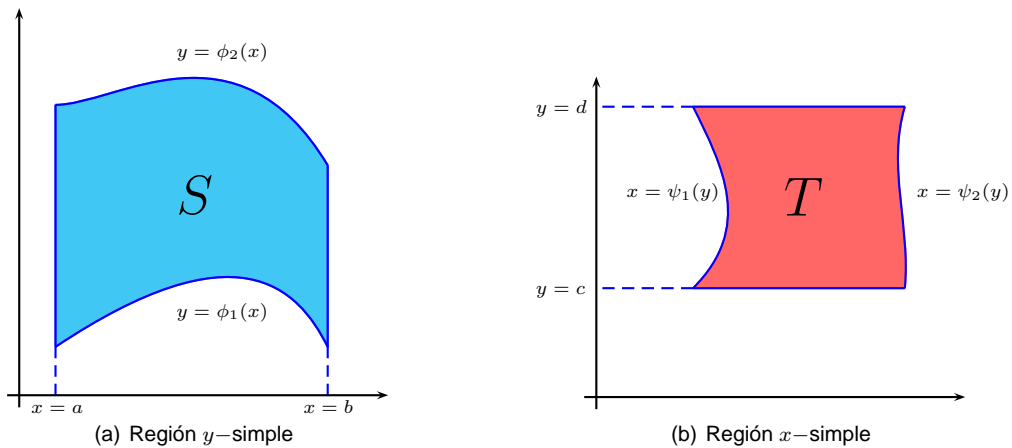 y = ϕ₂(x)
S
y = ϕ₁(x)
x = a
x = b
(a) Región y−simple
y = d
x = ψ₁(y)
T
x = ψ₂(y)
y = c
(b) Región x−simple